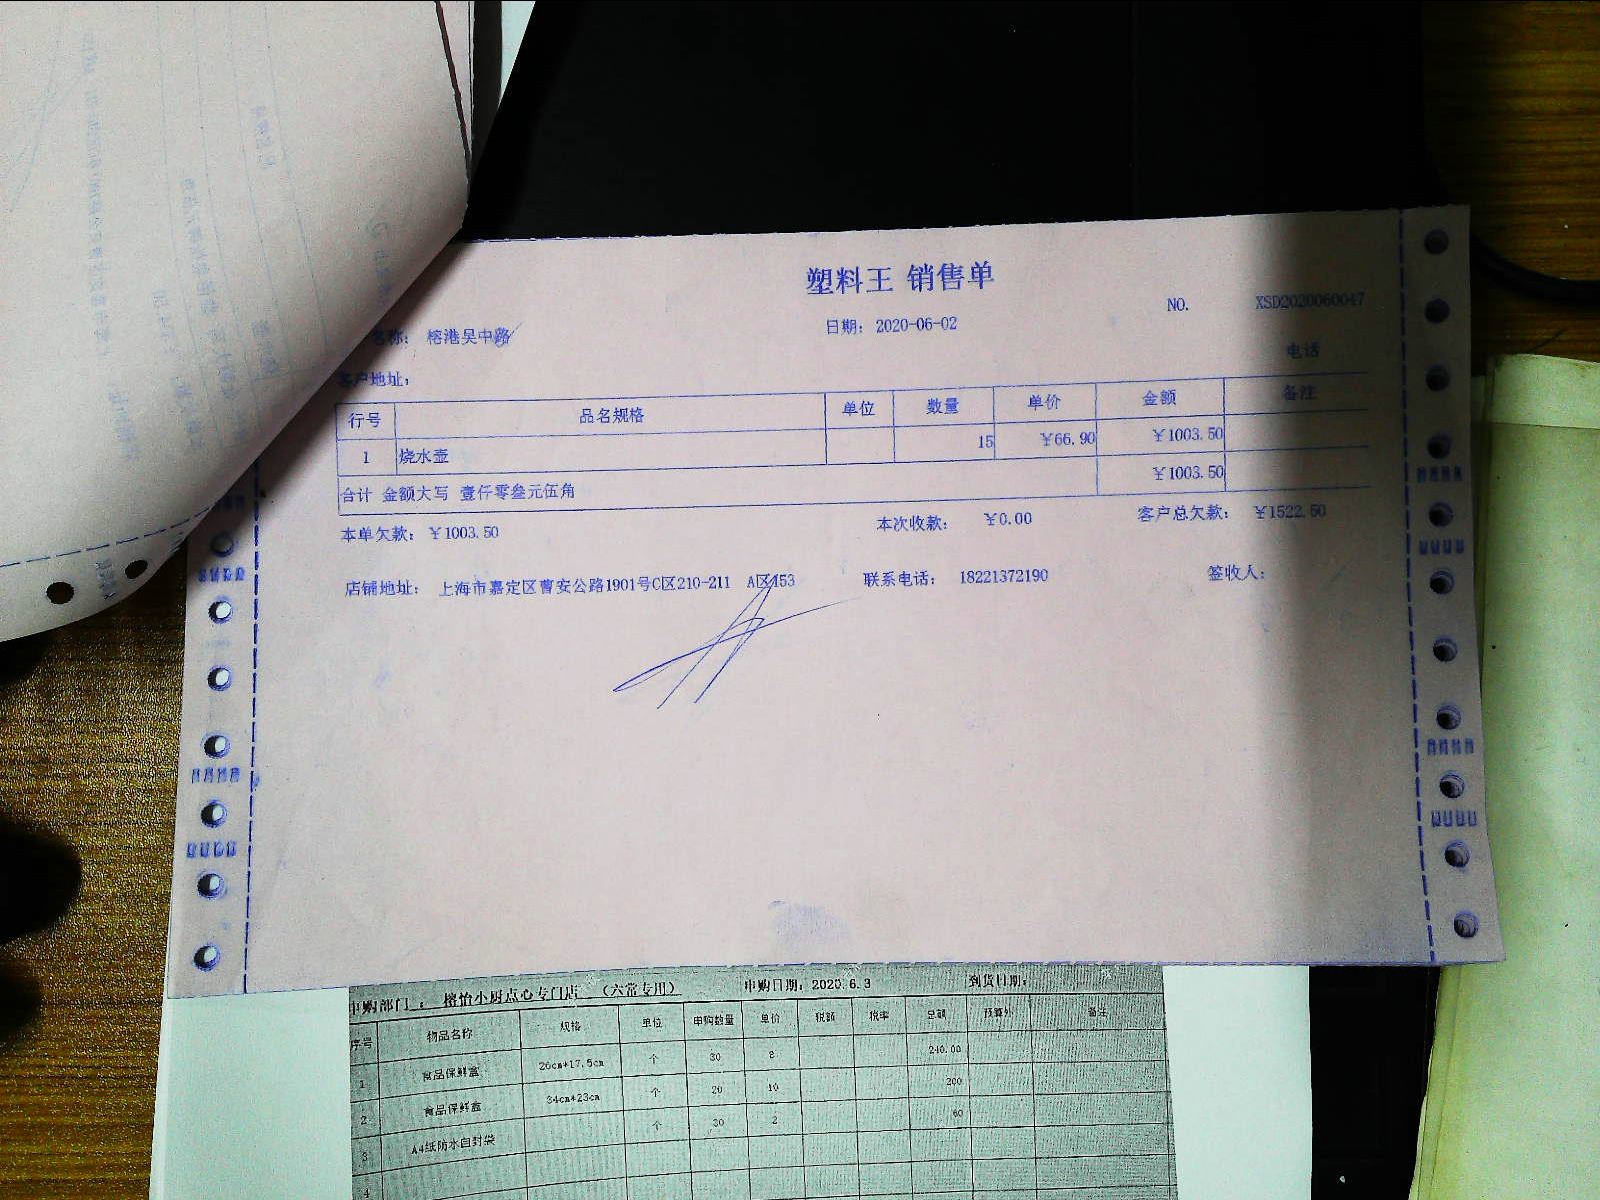 塑料王 销售单
名称： 榕港吴中路 日期： 2020-06-02 NO. XSD2020060047
客户地址： 电话
行号 品名规格 单位 数量 单价 金额 备注
1 烧水壶 15 ￥66.90 ￥1003.50
合计 金额大写 壹仟零叁元伍角 ￥1003.50
本单欠款： ￥1003.50 本次收款： ￥0.00 客户总欠款： ￥1522.50
店铺地址： 上海市嘉定区曹安公路1901号C区210-211 A区153 联系电话： 18221372190 签收人：
申购部门： 榕怡小厨点心专门店 （六常专用） 申购日期：2020.6.3 到货日期：
序号 物品名称 规格 单位 申购数量 单价 税额 税率 总额 预算外 备注
1 食品保鲜盒 26cm*17.5cm 个 30 8 240.00
2 食品保鲜盒 34cm*23cm 个 20 10 200
3 A4纸防水自封袋 个 30 2 60
4